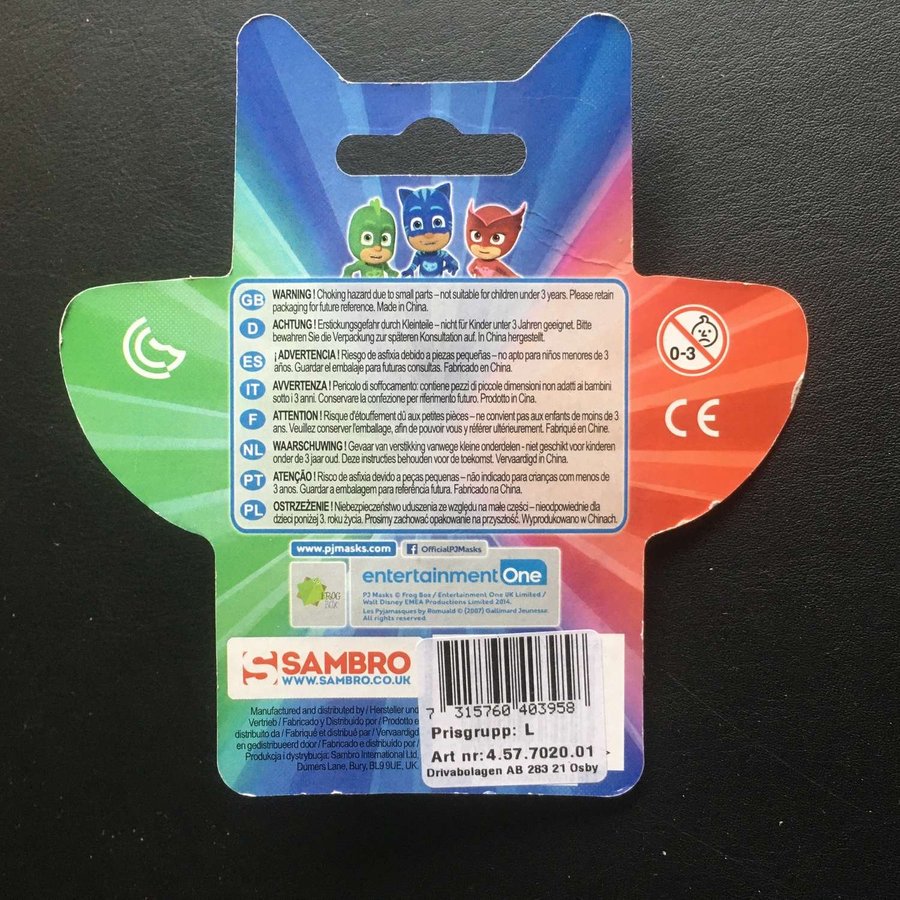 GB WARNING ! Choking hazard due to small parts – not suitable for children under 3 years. Please retain
packaging for future reference. Made in China.
D ACHTUNG ! Erstickungsgefahr durch Kleinteile – nicht für Kinder unter 3 Jahren geeignet. Bitte
bewahren Sie die Verpackung zur späteren Konsultation auf. In China hergestellt.
ES ¡ ADVERTENCIA ! Riesgo de asfixia debido a piezas pequeñas – no apto para niños menores de 3
años. Guardar el embalaje para futuras consultas. Fabricado en China.
IT AVVERTENZA ! Pericolo di soffocamento: contiene pezzi di piccole dimensioni non adatti ai bambini
sotto i 3 anni. Conservare la confezione per riferimento futuro. Prodotto in Cina.
F ATTENTION ! Risque d'étouffement dû aux petites pièces – ne convient pas aux enfants de moins de 3
ans. Veuillez conserver l'emballage, afin de pouvoir vous y référer ultérieurement. Fabriqué en Chine.
NL WAARSCHUWING ! Gevaar van verstikking vanwege kleine onderdelen - niet geschikt voor kinderen
onder de 3 jaar oud. Deze instructies behouden voor de toekomst. Vervaardigd in China.
PT ATENÇÃO ! Risco de asfixia devido a peças pequenas – não indicado para crianças com menos de
3 anos. Guardar a embalagem para referência futura. Fabricado na China.
PL OSTRZEŻENIE ! Niebezpieczeństwo uduszenia ze względu na małe części – nieodpowiednie dla
dzieci poniżej 3. roku życia. Prosimy zachować opakowanie na przyszłość. Wyprodukowano w Chinach.
0-3
CE
www.pjmasks.com f OfficialPJMasks
FROG
BOX
entertainment One
PJ Masks © Frog Box / Entertainment One UK Limited /
Walt Disney EMEA Productions Limited 2014.
Les Pyjamasques by Romuald © (2007) Gallimard Jeunesse.
All rights reserved
S SAMBRO
WWW.SAMBRO.CO.UK
Manufactured and distributed by / Hersteller und
Vertrieb / Fabricado y Distribuido por / Prodotto e
distribuito da / Fabriqué et distribué par / Vervaardigd
en gedistribueerd door / Fabricado e distribuído por /
Produkcja i dystrybucja: Sambro International Ltd,
Dumers Lane, Bury, BL9 9UE, UK.
7 315760 403958
Prisgrupp: L
Art nr:4.57.7020.01
Drivabolagen AB 283 21 Osby